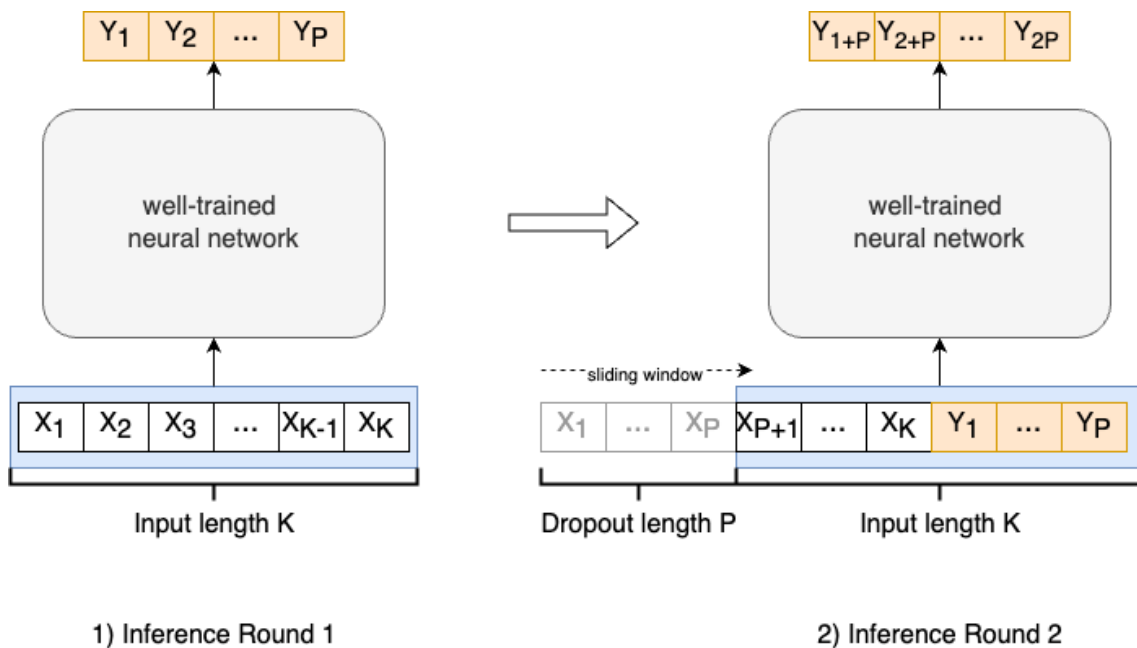 Y1 Y2 ... YP
Y1+P Y2+P ... Y2P
well-trained
neural network
well-trained
neural network
sliding window
X1 X2 X3 ... XK-1 XK
X1 ... XP XP+1 ... XK Y1 ... YP
Input length K
Dropout length P
Input length K
1) Inference Round 1
2) Inference Round 2